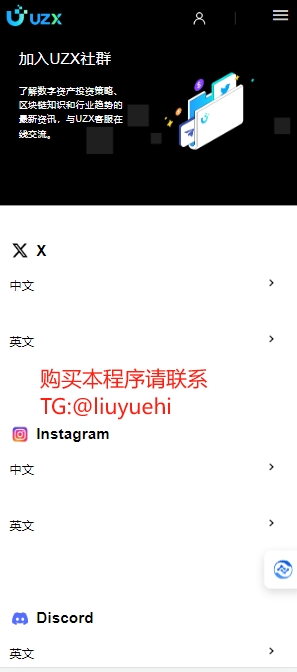 UZX
加入UZX社群
了解数字资产投资策略、
区块链知识和行业趋势的
最新资讯，与UZX客服在
线交流。
X
中文
英文
购买本程序请联系
TG:@liuyuehi
Instagram
中文
英文
Discord
英文